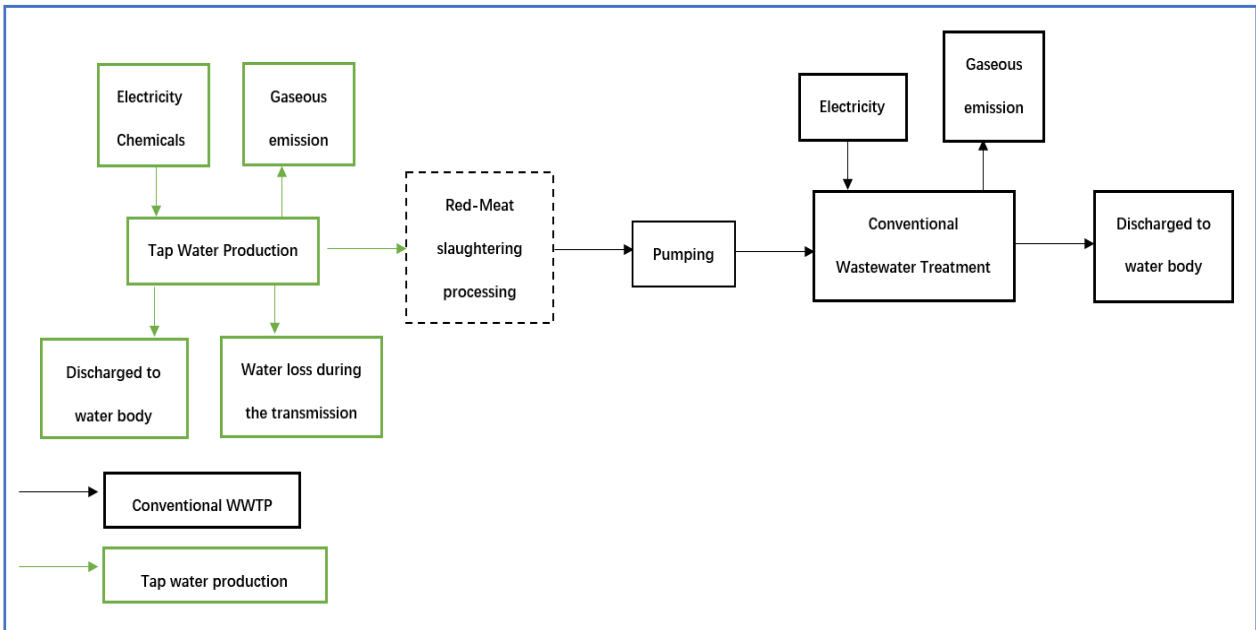 Electricity
Chemicals
Gaseous
emission
Tap Water Production
Discharged to
water body
Water loss during
the transmission
Red-Meat
slaughtering
processing
Pumping
Electricity
Gaseous
emission
Conventional
Wastewater Treatment
Discharged to
water body
Conventional WWTP
Tap water production